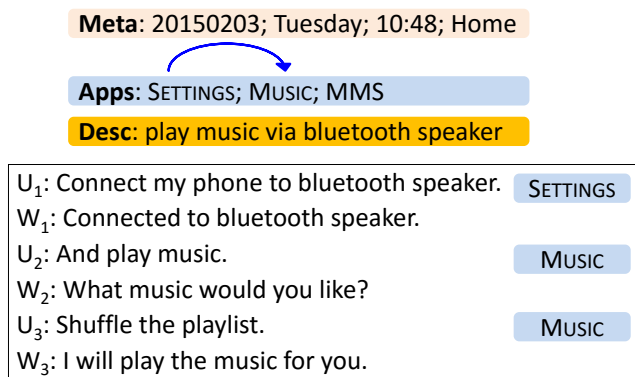 Meta: 20150203; Tuesday; 10:48; Home
Apps: SETTINGS; MUSIC; MMS
Desc: play music via bluetooth speaker
U1: Connect my phone to bluetooth speaker. SETTINGS
W1: Connected to bluetooth speaker.
U2: And play music. MUSIC
W2: What music would you like?
U3: Shuffle the playlist. MUSIC
W3: I will play the music for you.